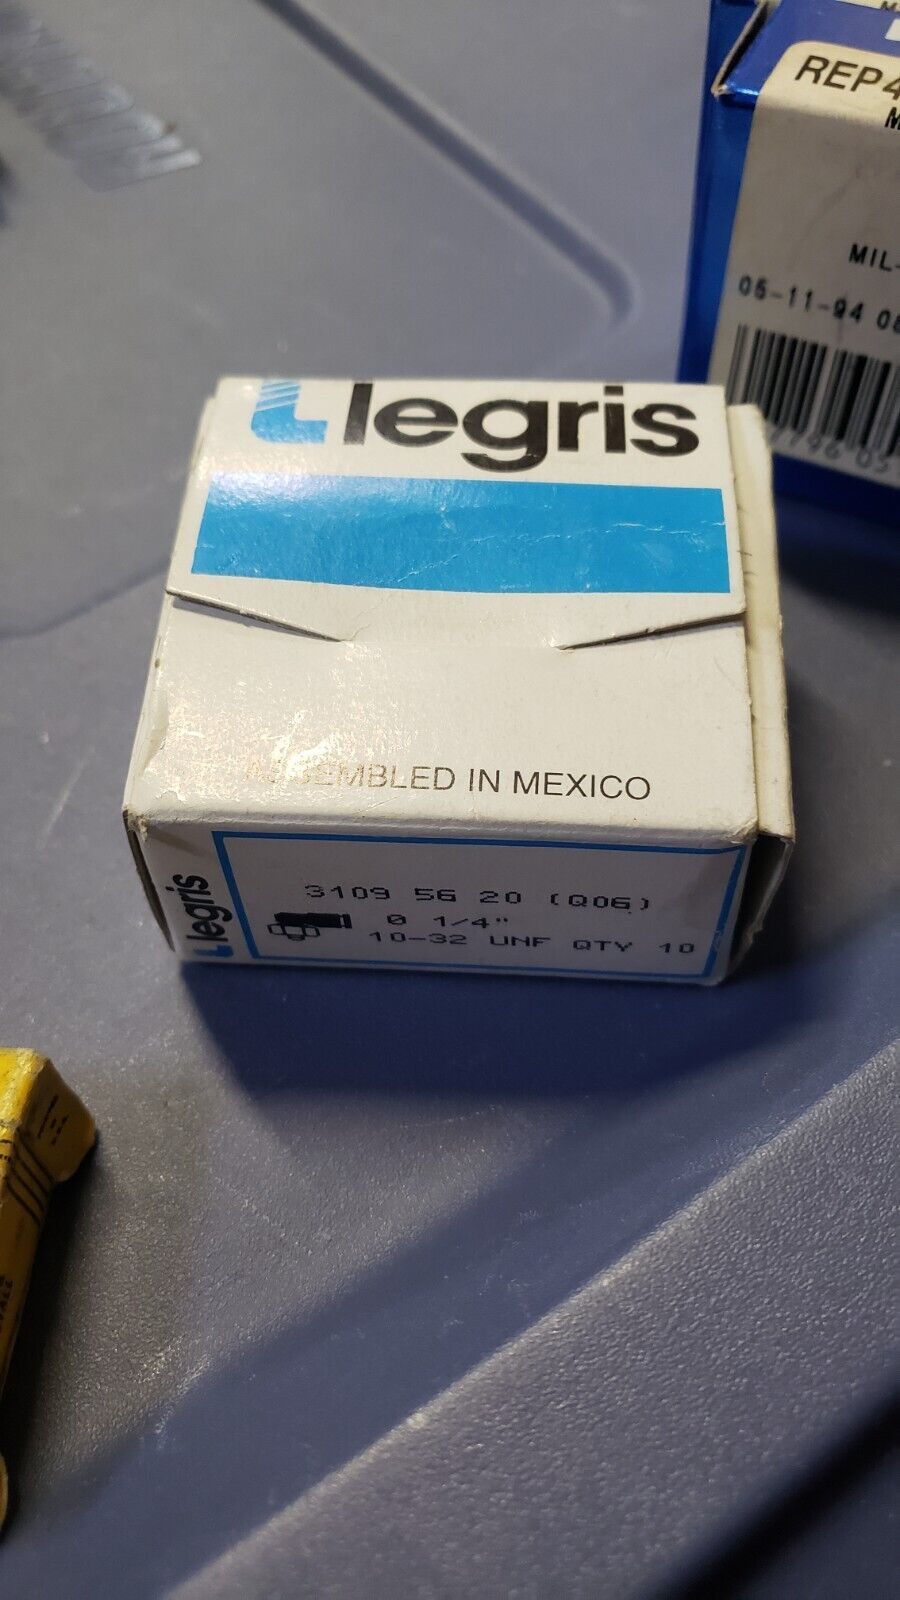 legris
ASSEMBLED IN MEXICO
legris
3109 56 20 (Q06)
Ø 1/4"
10-32 UNF QTY 10
REP4
MIL-
05-11-94 08